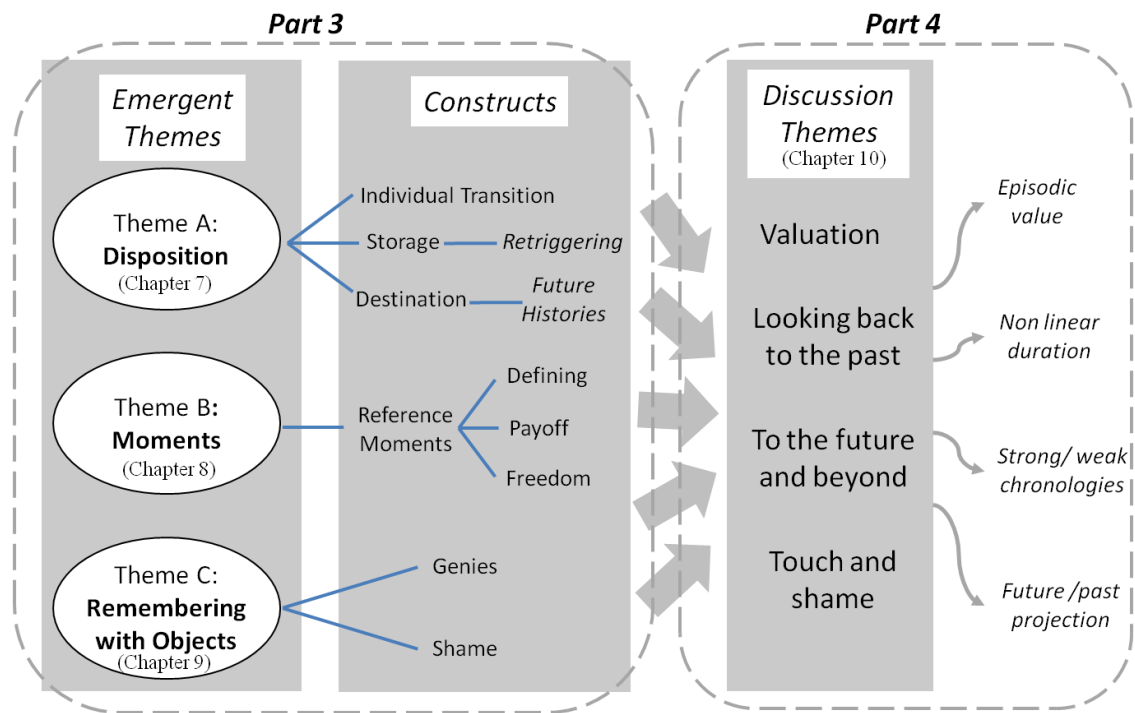 Part 3
Emergent
Themes
Constructs
Theme A:
Disposition
(Chapter 7)
Individual Transition
Storage
Retriggering
Destination
Future
Histories
Theme B:
Moments
(Chapter 8)
Reference
Moments
Defining
Payoff
Freedom
Theme C:
Remembering
with Objects
(Chapter 9)
Genies
Shame
Part 4
Discussion
Themes
(Chapter 10)
Valuation
Looking back
to the past
To the future
and beyond
Touch and
shame
Episodic
value
Non linear
duration
Strong/ weak
chronologies
Future /past
projection